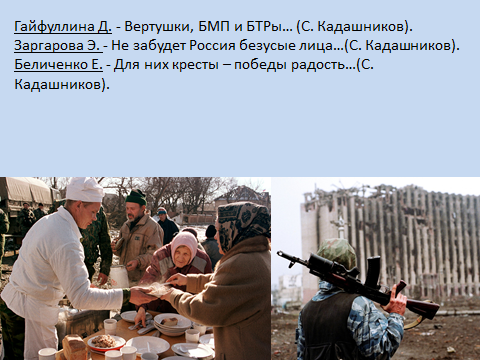 Гайфуллина Д. - Вертушки, БМП и БТРы... (С. Кадашников).
Заргарова Э. - Не забудет Россия безусые лица...(С. Кадашников).
Беличенко Е. - Для них кресты – победы радость...(С.
Кадашников).